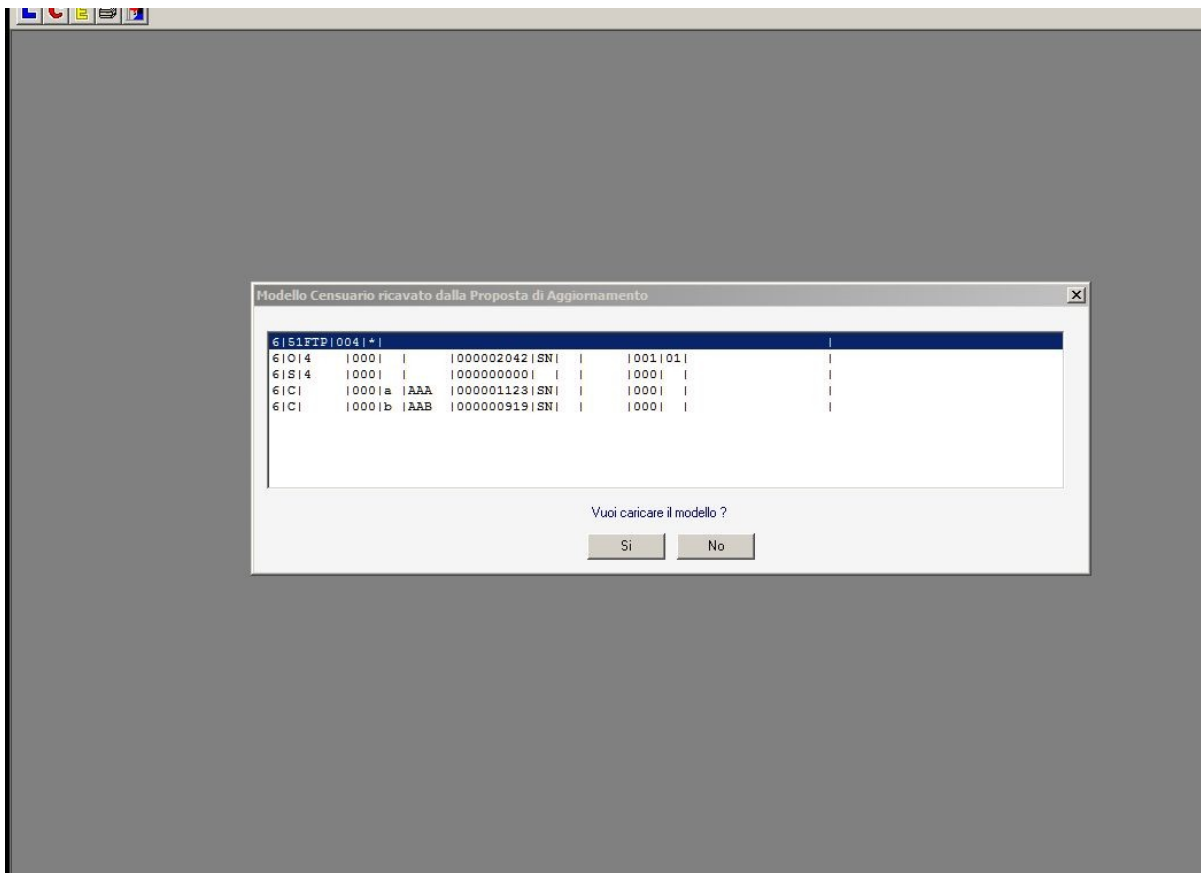 L C E
Modello Censuario ricavato dalla Proposta di Aggiornamento
6|51FTP|004|*| |
6|O|4 |000| | |000002042|SN| | |001|01| |
6|S|4 |000| | |000000000| | | |000| | |
6|C| |000|a |AAA |000001123|SN| | |000| | |
6|C| |000|b |AAB |000000919|SN| | |000| | |
Vuoi caricare il modello ?
Si No